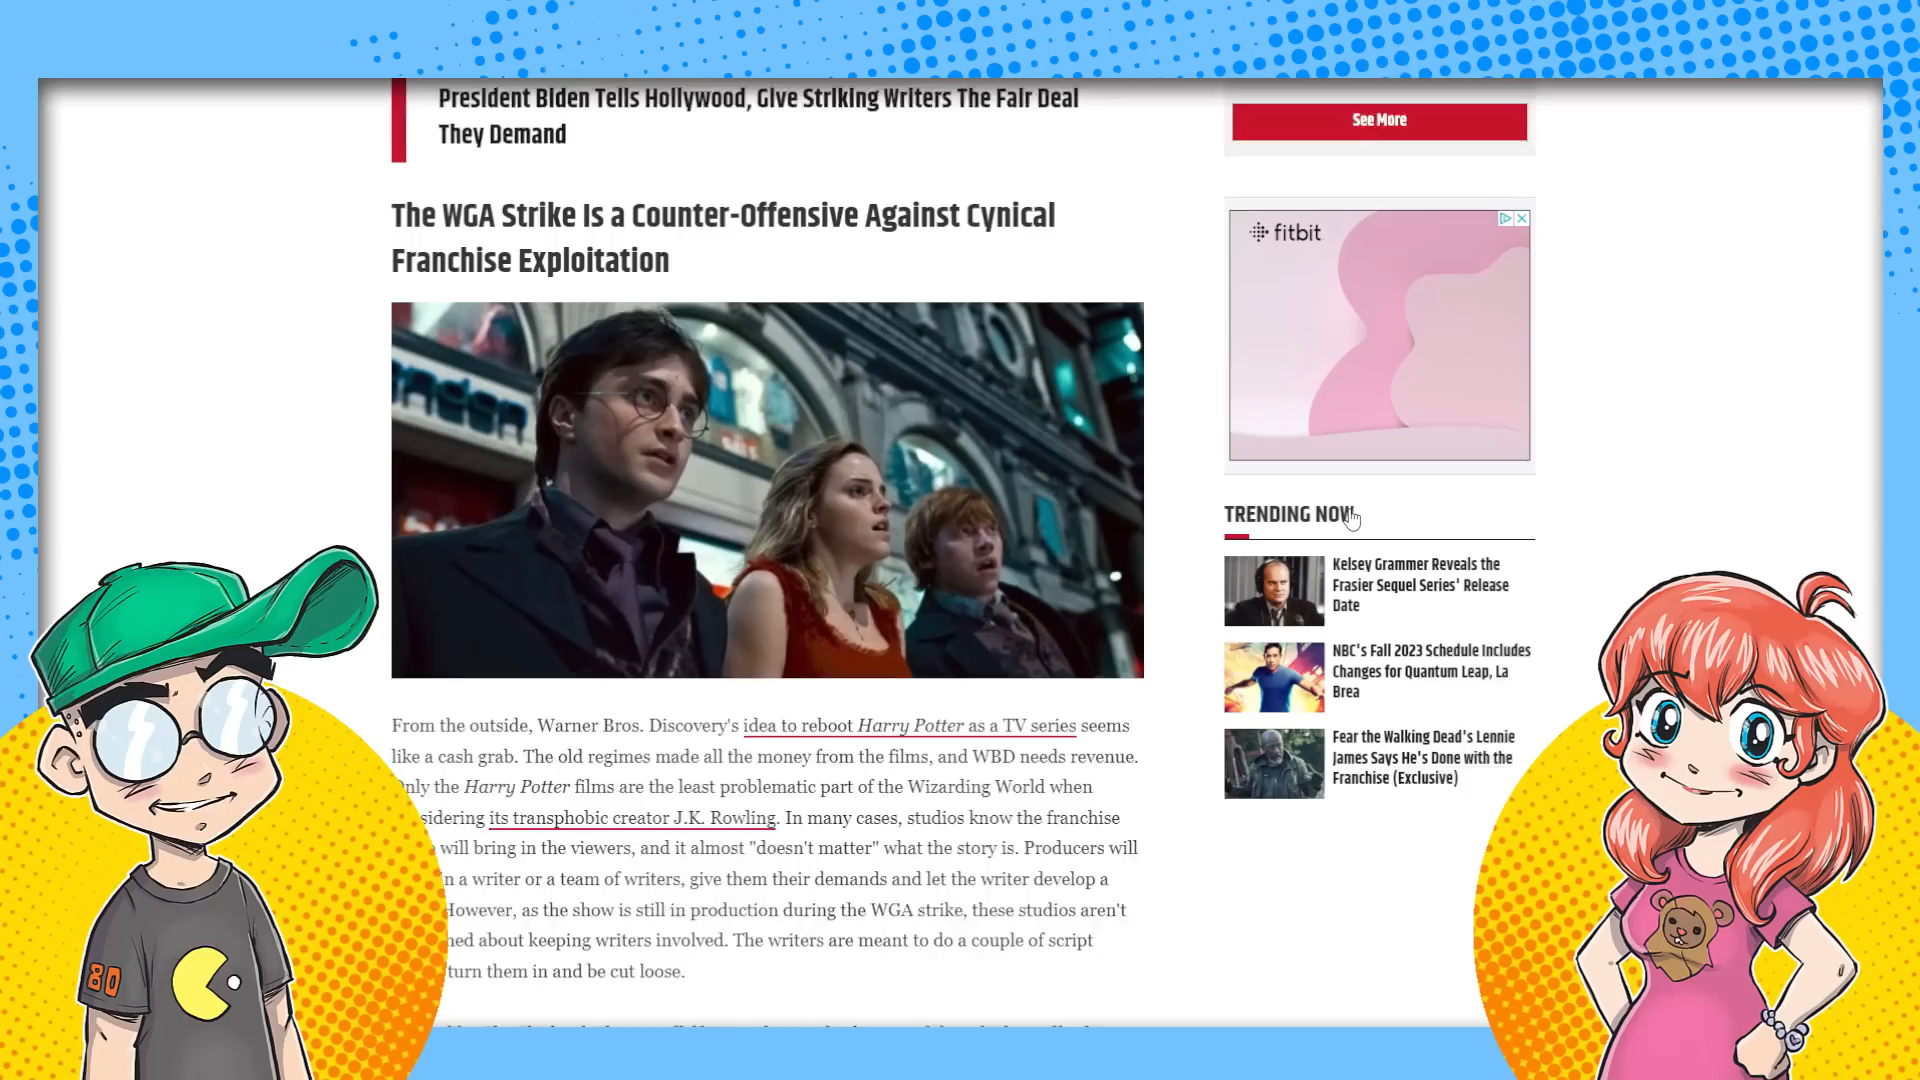 President Biden Tells Hollywood, Give Striking Writers The Fair Deal
They Demand
See More
The WGA Strike Is a Counter-Offensive Against Cynical
Franchise Exploitation
fitbit
TRENDING NOW
Kelsey Grammer Reveals the
Frasier Sequel Series' Release
Date
NBC's Fall 2023 Schedule Includes
Changes for Quantum Leap, La
Brea
Fear the Walking Dead's Lennie
James Says He's Done with the
Franchise (Exclusive)
From the outside, Warner Bros. Discovery's idea to reboot Harry Potter as a TV series seems
like a cash grab. The old regimes made all the money from the films, and WBD needs revenue.
Only the Harry Potter films are the least problematic part of the Wizarding World when
sidering its transphobic creator J.K. Rowling. In many cases, studios know the franchise
will bring in the viewers, and it almost "doesn't matter" what the story is. Producers will
in a writer or a team of writers, give them their demands and let the writer develop a
However, as the show is still in production during the WGA strike, these studios aren't
ned about keeping writers involved. The writers are meant to do a couple of script
turn them in and be cut loose.
80